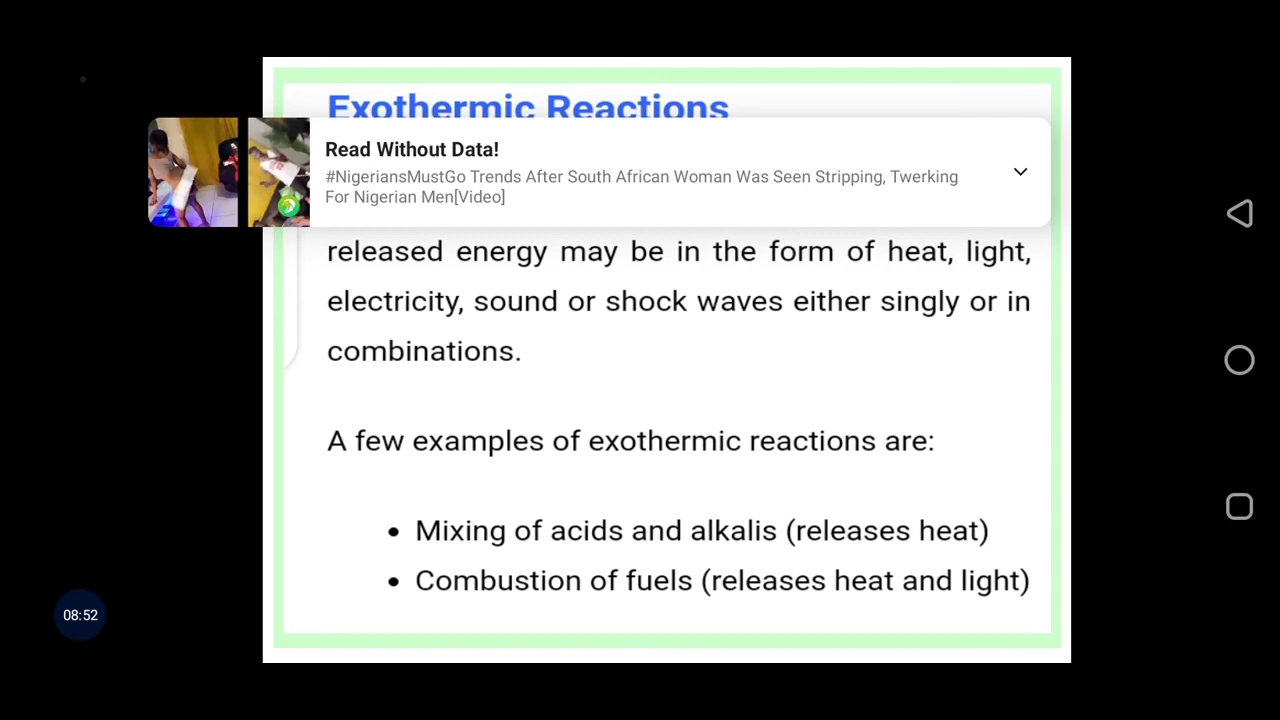 Exothermic Reactions
Read Without Data!
#NigeriansMustGo Trends After South African Woman Was Seen Stripping, Twerking
For Nigerian Men[Video]
released energy may be in the form of heat, light,
electricity, sound or shock waves either singly or in
combinations.
A few examples of exothermic reactions are:
• Mixing of acids and alkalis (releases heat)
• Combustion of fuels (releases heat and light)
08:52